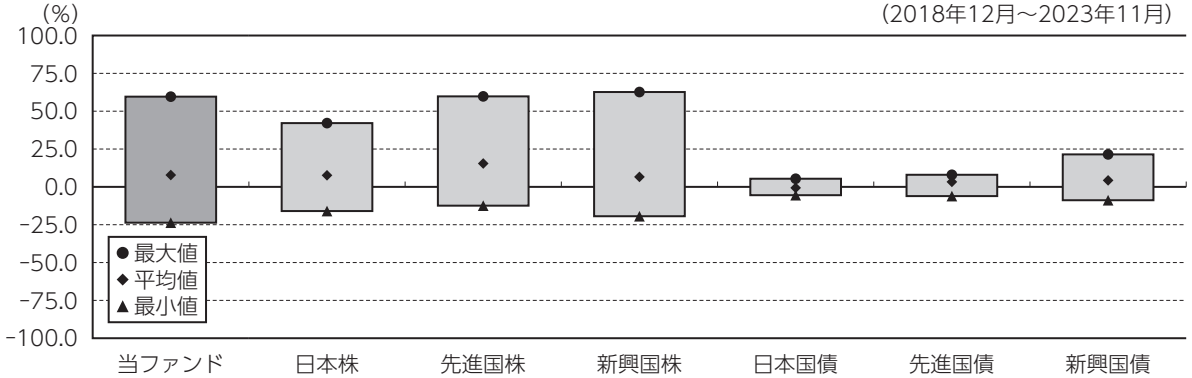 (%)
(2018年12月～2023年11月)
100.0
75.0
50.0
25.0
0.0
-25.0
-50.0
-75.0
-100.0
●最大値
◆平均値
▲最小値
当ファンド 日本株 先進国株 新興国株 日本国債 先進国債 新興国債